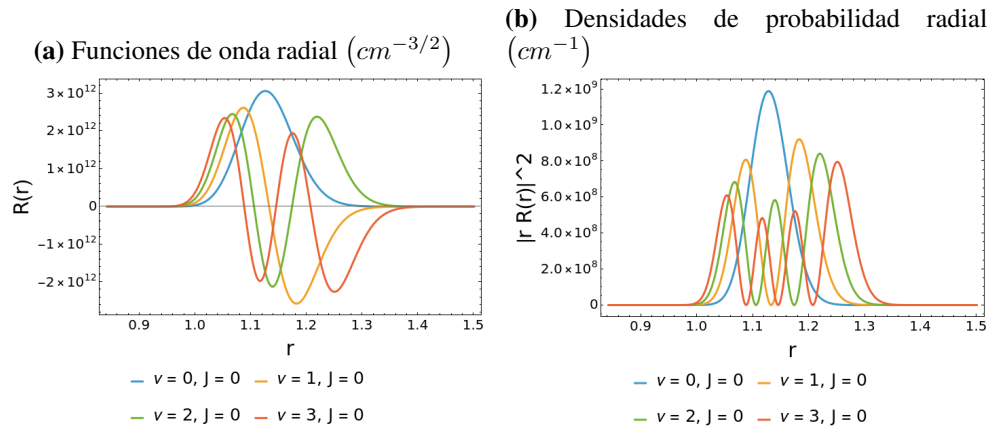 (a) Funciones de onda radial (cm^{-3/2})
3×10^{12}
2×10^{12}
1×10^{12}
0
-1×10^{12}
-2×10^{12}
R(r)
0.9 1.0 1.1 1.2 1.3 1.4 1.5
r
v = 0, J = 0 v = 1, J = 0
v = 2, J = 0 v = 3, J = 0
(b) Densidades de probabilidad radial
(cm^{-1})
1.2×10^9
1.0×10^9
8.0×10^8
6.0×10^8
4.0×10^8
2.0×10^8
0
|r R(r)|^2
0.9 1.0 1.1 1.2 1.3 1.4 1.5
r
v = 0, J = 0 v = 1, J = 0
v = 2, J = 0 v = 3, J = 0